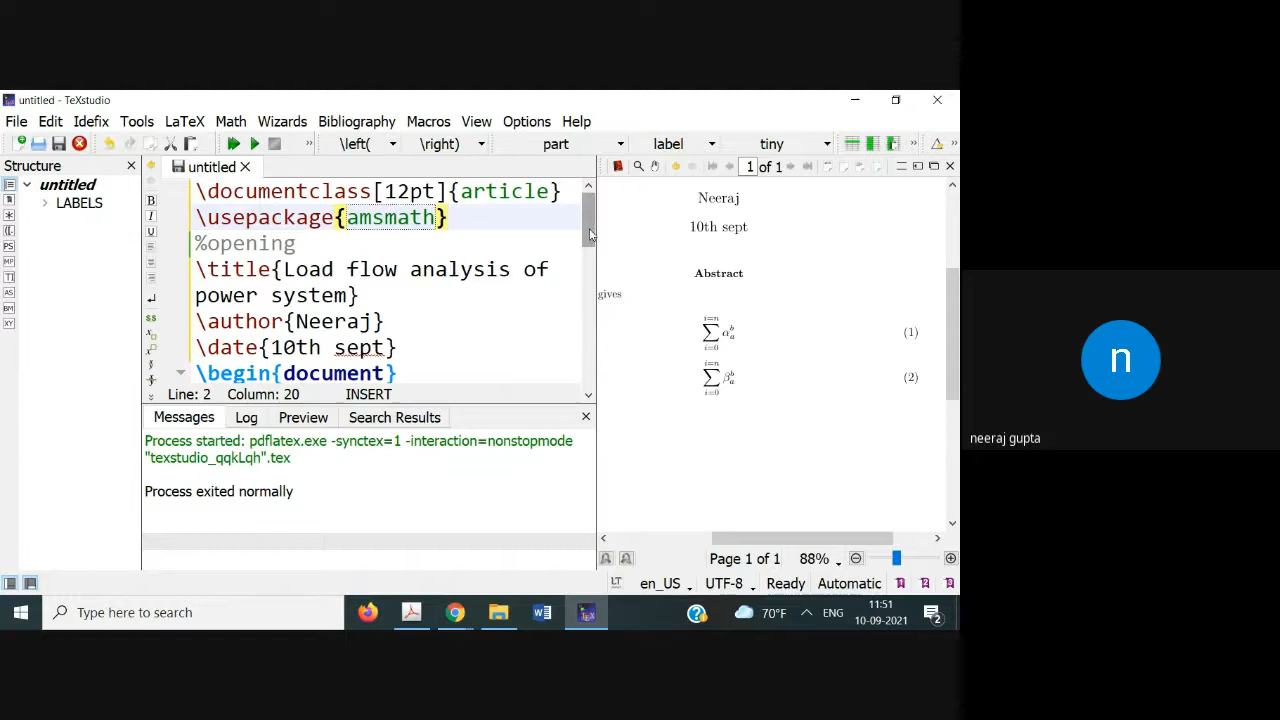 untitled - TeXstudio
File Edit Idefix Tools LaTeX Math Wizards Bibliography Macros View Options Help
\left( \right) part label tiny
Structure
untitled
LABELS
untitled
\documentclass[12pt]{article}
\usepackage{amsmath}
%opening
\title{Load flow analysis of
power system}
\author{Neeraj}
\date{10th sept}
\begin{document}
Line: 2 Column: 20 INSERT
Messages Log Preview Search Results
Process started: pdflatex.exe -synctex=1 -interaction=nonstopmode
"texstudio_qqkLqh".tex
Process exited normally
1 of 1
Neeraj
10th sept
Abstract
gives
∑_{i=0}^{i=n} α_a^b (1)
∑_{i=0}^{i=n} β_a^b (2)
Page 1 of 1 88%
en_US UTF-8 Ready Automatic
Type here to search
70°F ENG
11:51
10-09-2021
2
n
neeraj gupta